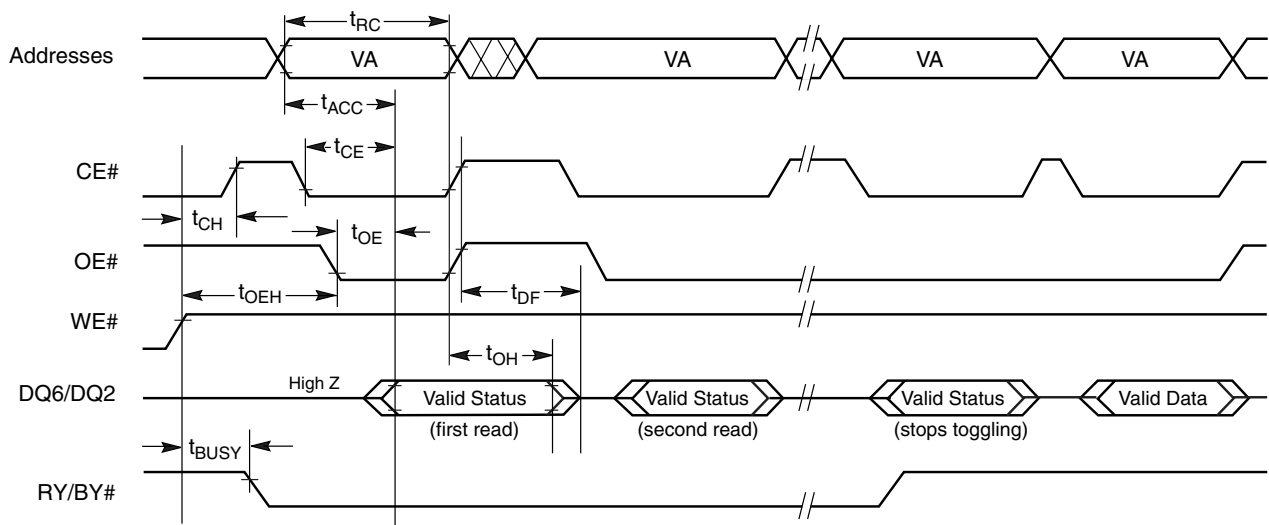 tRC
Addresses VA VA VA VA
tACC
tCE
CE#
tCH tOE
OE#
tOEH tDF
WE#
tOH
High Z
DQ6/DQ2 Valid Status Valid Status Valid Status Valid Data
(first read) (second read) (stops toggling)
tBUSY
RY/BY#